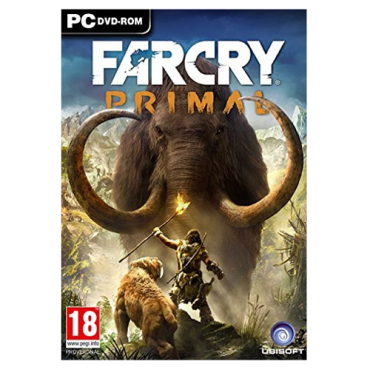 PC DVD-ROM
FARCRY®
PRIMAL
18
www.pegi.info
PROVISIONAL
UBISOFT